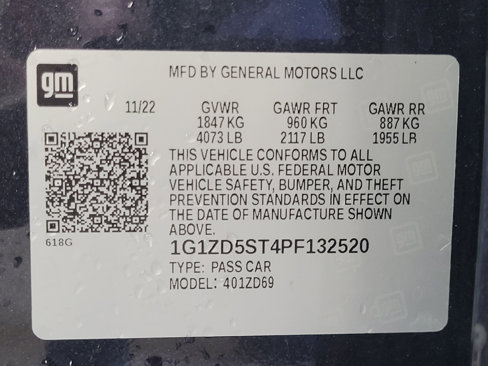 gm
MFD BY GENERAL MOTORS LLC
11/22 GVWR GAWR FRT GAWR RR
1847 KG 960 KG 887 KG
4073 LB 2117 LB 1955 LB
THIS VEHICLE CONFORMS TO ALL
APPLICABLE U.S. FEDERAL MOTOR
VEHICLE SAFETY, BUMPER, AND THEFT
PREVENTION STANDARDS IN EFFECT ON
THE DATE OF MANUFACTURE SHOWN
ABOVE.
618G
1G1ZD5ST4PF132520
TYPE: PASS CAR
MODEL: 401ZD69